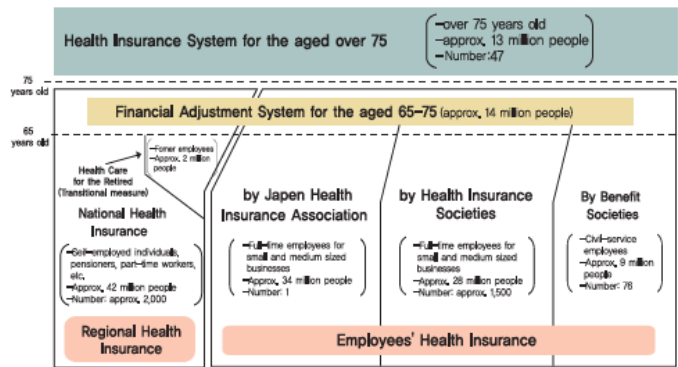 Health Insurance System for the aged over 75
–over 75 years old
–approx. 13 million people
–Number:47
75
years old
Financial Adjustment System for the aged 65–75 (approx. 14 million people)
65
years old
–Former employees
–Approx. 2 million
people
Health Care
for the Retired
(Transitional measure)
National Health
Insurance
–Self-employed individuals,
pensioners, part-time workers,
etc.
–Approx. 42 million people
–Number: approx. 2,000
Regional Health
Insurance
by Japen Health
Insurance Association
–Full-time employees for
small and medium sized
businesses
–Approx. 34 million people
–Number: 1
by Health Insurance
Societies
–Full-time employees for
small and medium sized
businesses
–Approx. 28 million people
–Number: approx. 1,500
By Benefit
Societies
–Civil-service
employees
–Approx. 9 million
people
–Number: 76
Employees' Health Insurance